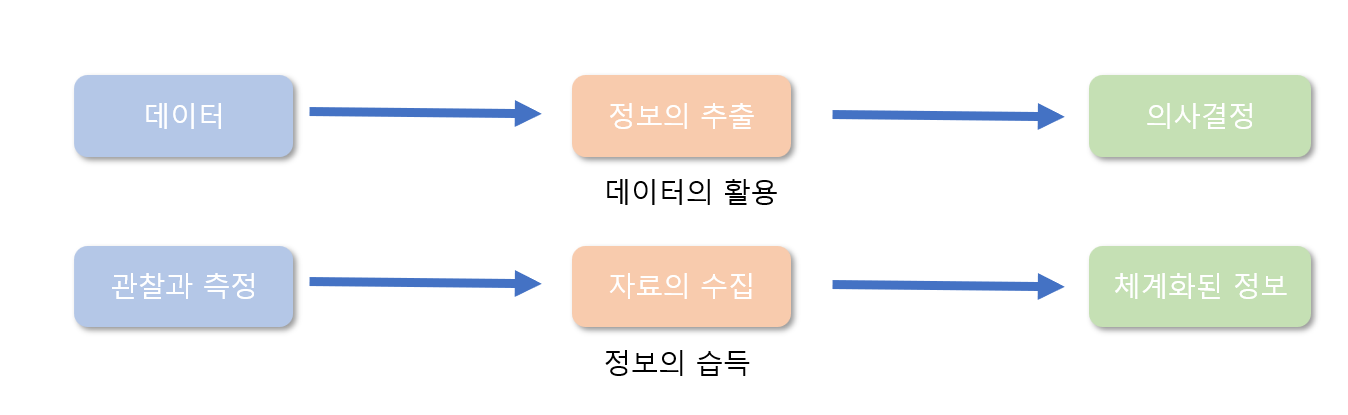 데이터
정보의 추출
의사결정
데이터의 활용
관찰과 측정
자료의 수집
체계화된 정보
정보의 습득